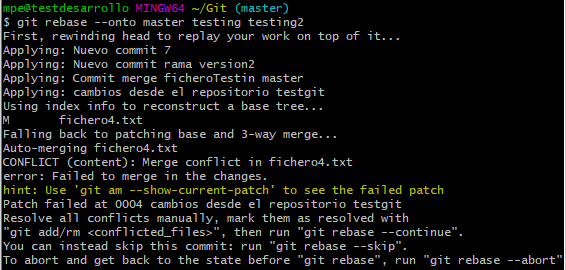 mpe@testdesarrollo MINGW64 ~/Git (master)
$ git rebase --onto master testing testing2
First, rewinding head to replay your work on top of it...
Applying: Nuevo commit 7
Applying: Nuevo commit rama version2
Applying: Commit merge ficheroTestin master
Applying: cambios desde el repositorio testgit
Using index info to reconstruct a base tree...
M       fichero4.txt
Falling back to patching base and 3-way merge...
Auto-merging fichero4.txt
CONFLICT (content): Merge conflict in fichero4.txt
error: Failed to merge in the changes.
hint: Use 'git am --show-current-patch' to see the failed patch
Patch failed at 0004 cambios desde el repositorio testgit
Resolve all conflicts manually, mark them as resolved with
"git add/rm <conflicted_files>", then run "git rebase --continue".
You can instead skip this commit: run "git rebase --skip".
To abort and get back to the state before "git rebase", run "git rebase --abort"